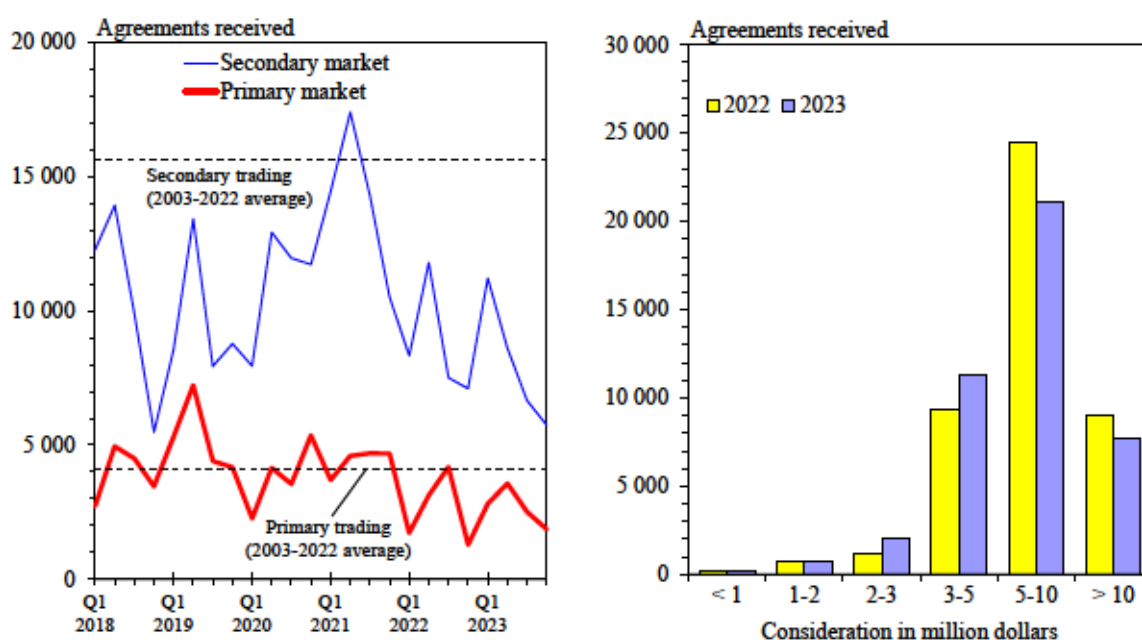 Agreements received
20 000
15 000
10 000
5 000
0
Secondary market
Primary market
Secondary trading
(2003-2022 average)
Primary trading
(2003-2022 average)
Q1 Q1 Q1 Q1 Q1 Q1
2018 2019 2020 2021 2022 2023
Agreements received
30 000
25 000
20 000
15 000
10 000
5 000
0
2022 2023
< 1 1-2 2-3 3-5 5-10 > 10
Consideration in million dollars